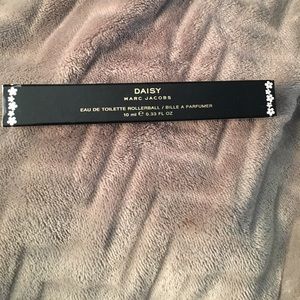 DAISY
MARC JACOBS
EAU DE TOILETTE ROLLERBALL / BILLE A PARFUMER
10 ml ℮ 0.33 FL OZ